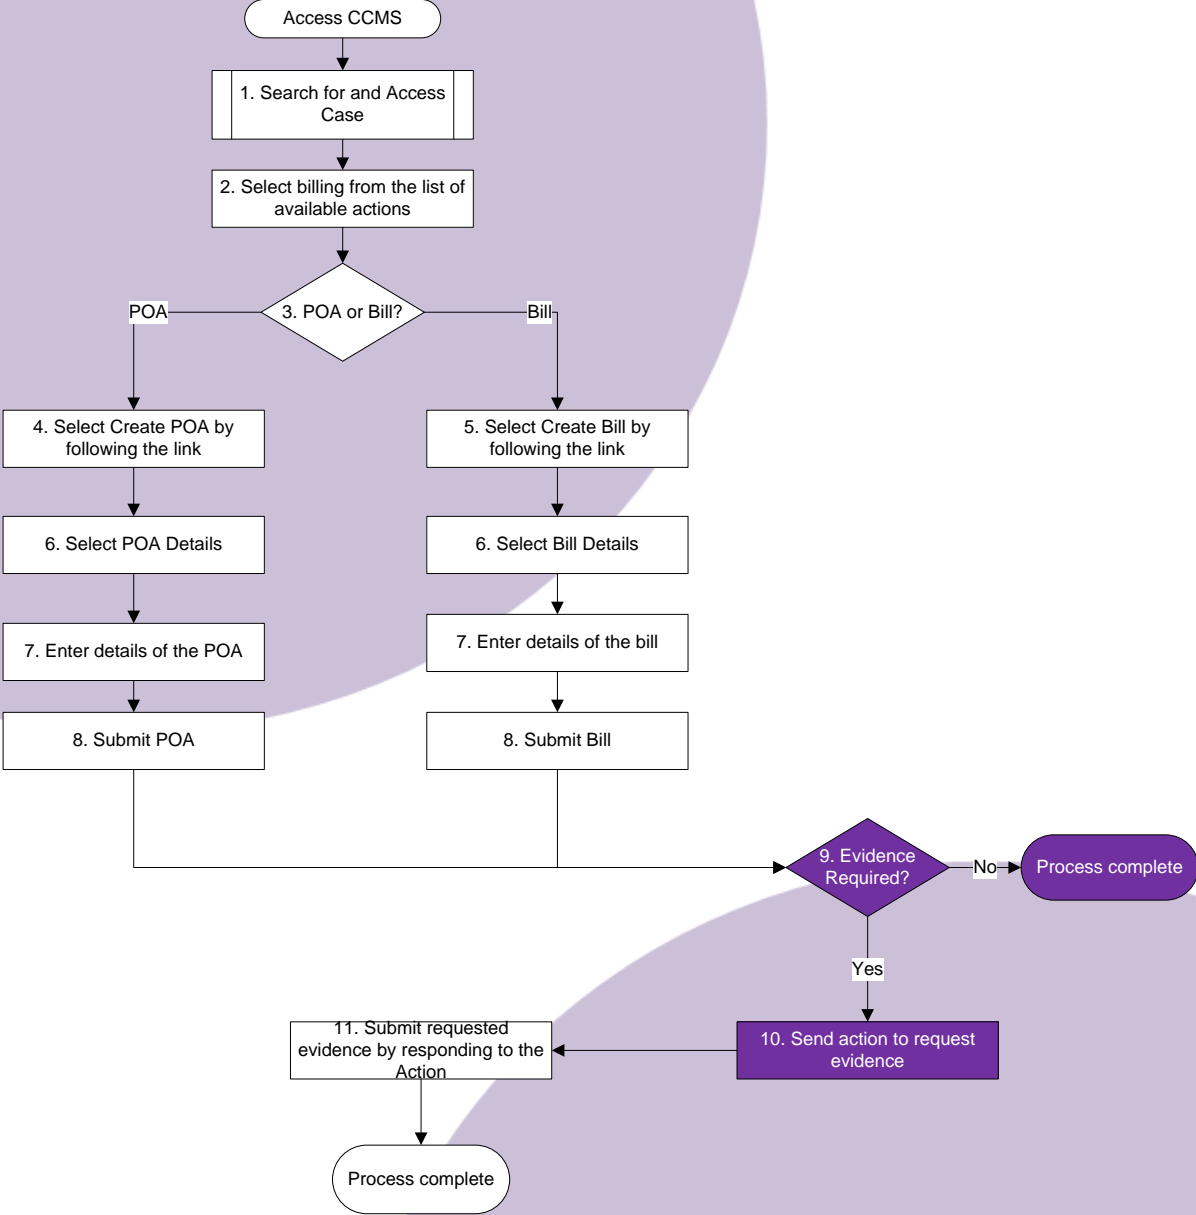 Access CCMS
1. Search for and Access
Case
2. Select billing from the list of
available actions
3. POA or Bill?
POA
Bill
4. Select Create POA by
following the link
5. Select Create Bill by
following the link
6. Select POA Details
6. Select Bill Details
7. Enter details of the POA
7. Enter details of the bill
8. Submit POA
8. Submit Bill
9. Evidence
Required?
No
Process complete
Yes
10. Send action to request
evidence
11. Submit requested
evidence by responding to the
Action
Process complete